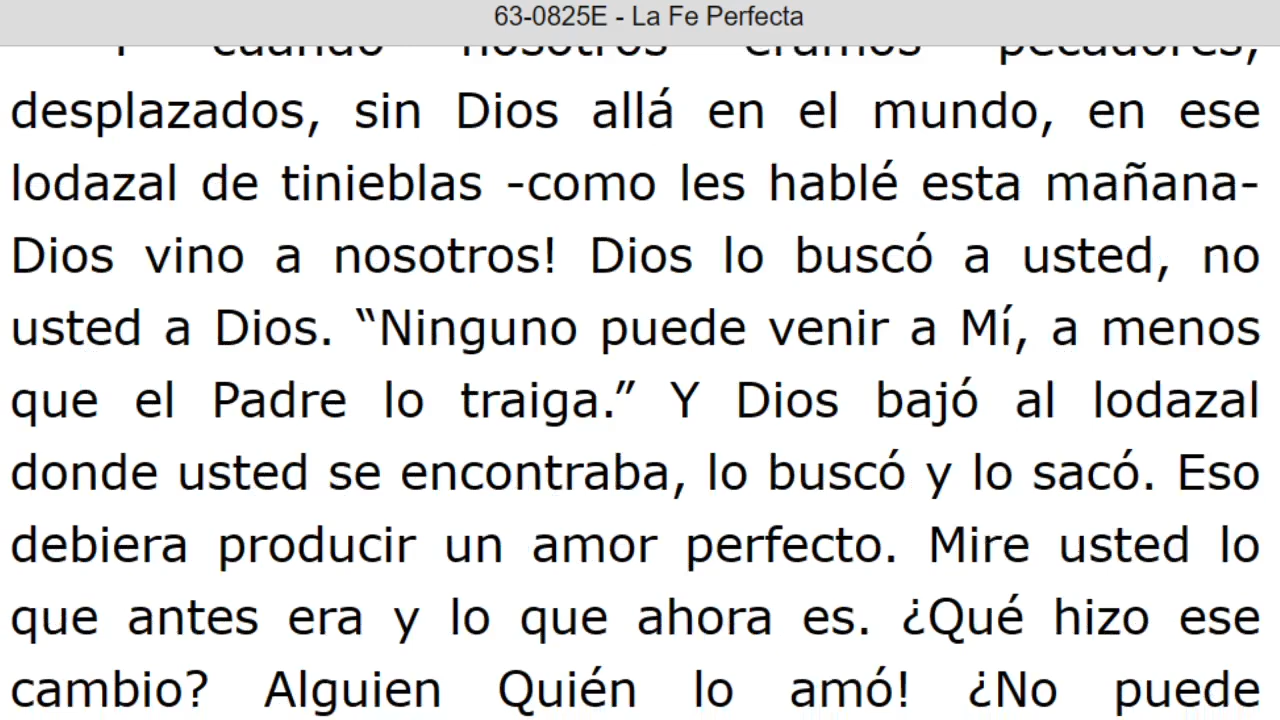 63-0825E - La Fe Perfecta
Y cuando nosotros éramos pecadores,
desplazados, sin Dios allá en el mundo, en ese
lodazal de tinieblas -como les hablé esta mañana-
Dios vino a nosotros! Dios lo buscó a usted, no
usted a Dios. “Ninguno puede venir a Mí, a menos
que el Padre lo traiga.” Y Dios bajó al lodazal
donde usted se encontraba, lo buscó y lo sacó. Eso
debiera producir un amor perfecto. Mire usted lo
que antes era y lo que ahora es. ¿Qué hizo ese
cambio? Alguien Quién lo amó! ¿No puede